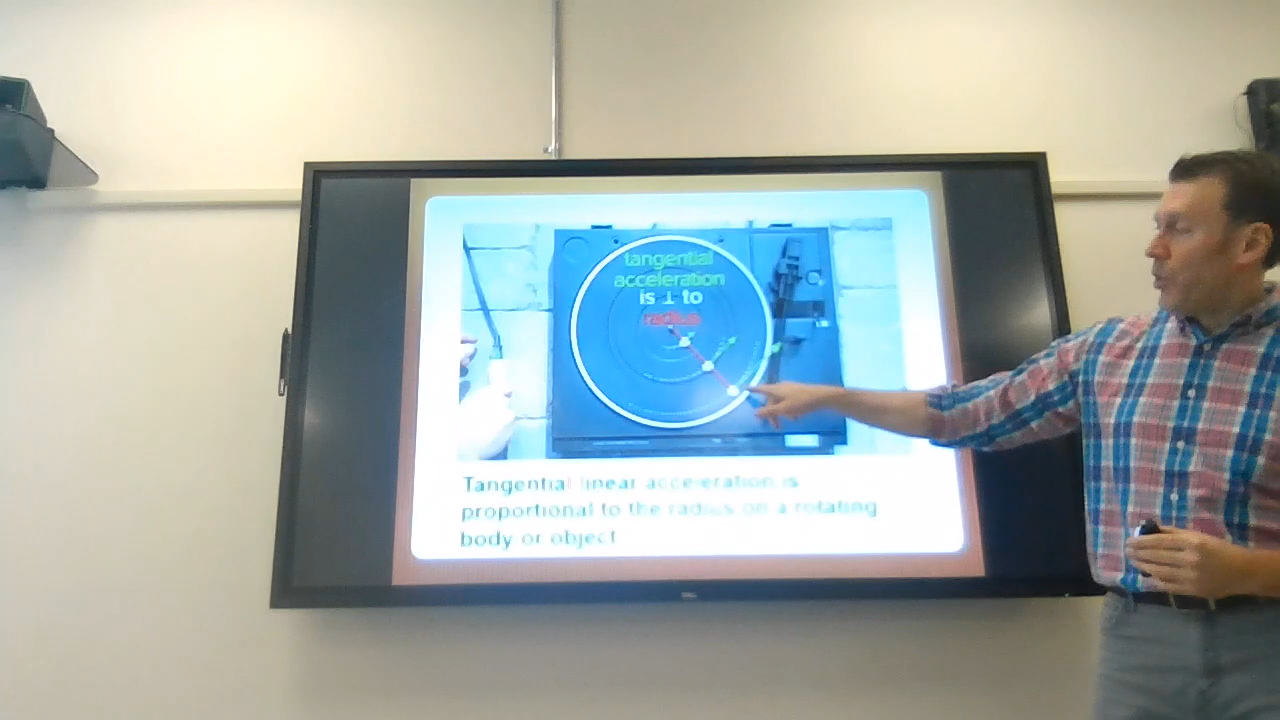 tangential
acceleration
is ⊥ to
radius
Tangential linear acceleration is
proportional to the radius on a rotating
body or object